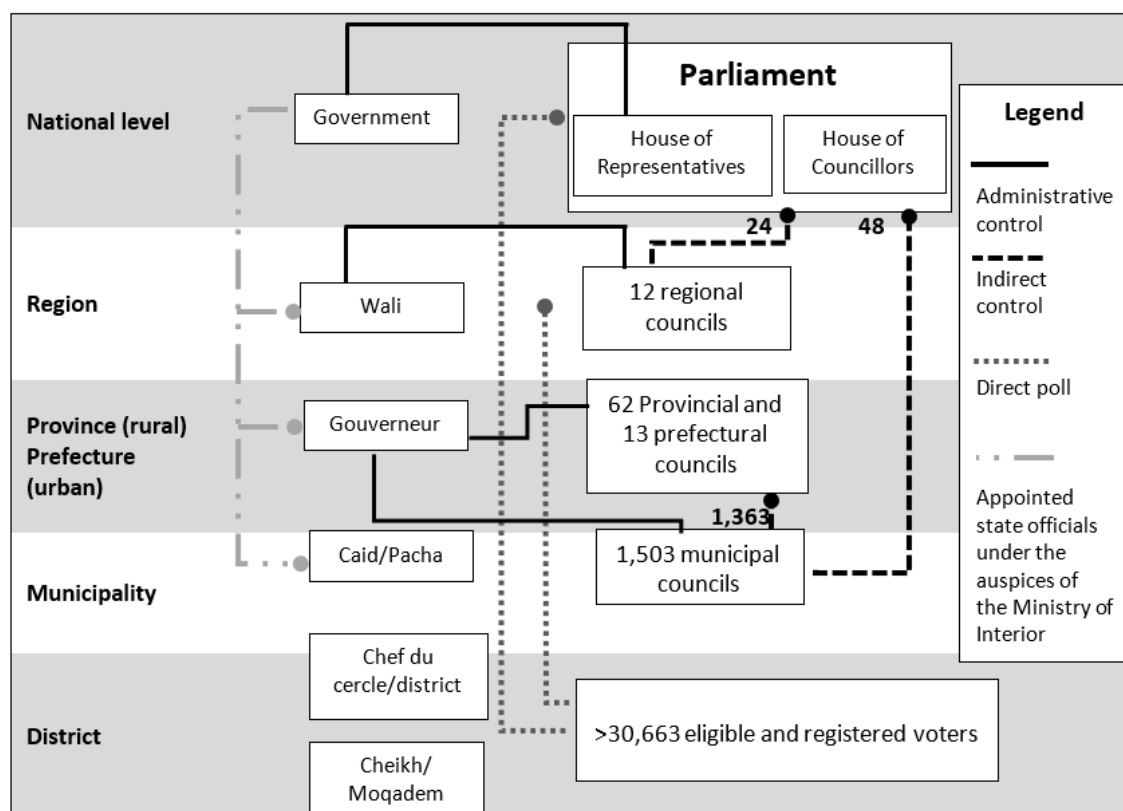 National level
Government
Parliament
House of
Representatives
House of
Councillors
24
48
Region
Wali
12 regional
councils
Province (rural)
Prefecture
(urban)
Gouverneur
62 Provincial and
13 prefectural
councils
1,363
Municipality
Caid/Pacha
1,503 municipal
councils
District
Chef du
cercle/district
Cheikh/
Moqadem
>30,663 eligible and registered voters
Legend
Administrative
control
Indirect
control
Direct poll
Appointed
state officials
under the
auspices of
the Ministry of
Interior